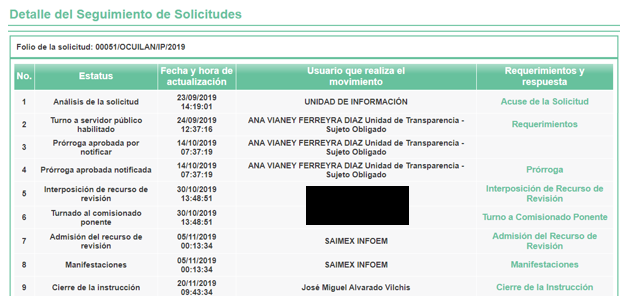 Detalle del Seguimiento de Solicitudes
Folio de la solicitud: 00051/OCUILAN/IP/2019
No. Estatus Fecha y hora de actualización Usuario que realiza el movimiento Requerimientos y respuesta
1 Análisis de la solicitud 23/09/2019 14:19:01 UNIDAD DE INFORMACIÓN Acuse de la Solicitud
2 Turno a servidor público habilitado 24/09/2019 12:37:16 ANA VIANEY FERREYRA DIAZ Unidad de Transparencia - Sujeto Obligado Requerimientos
3 Prórroga aprobada por notificar 14/10/2019 07:37:19 ANA VIANEY FERREYRA DIAZ Unidad de Transparencia - Sujeto Obligado
4 Prórroga aprobada notificada 14/10/2019 07:37:19 ANA VIANEY FERREYRA DIAZ Unidad de Transparencia - Sujeto Obligado Prórroga
5 Interposición de recurso de revisión 30/10/2019 13:48:51 Interposición de Recurso de Revisión
6 Turnado al comisionado ponente 30/10/2019 13:48:51 Turno a Comisionado Ponente
7 Admisión del recurso de revisión 05/11/2019 00:13:34 SAIMEX INFOEM Admisión del Recurso de Revisión
8 Manifestaciones 05/11/2019 00:13:34 SAIMEX INFOEM Manifestaciones
9 Cierre de la instrucción 20/11/2019 09:43:34 José Miguel Alvarado Vilchis Cierre de la Instrucción